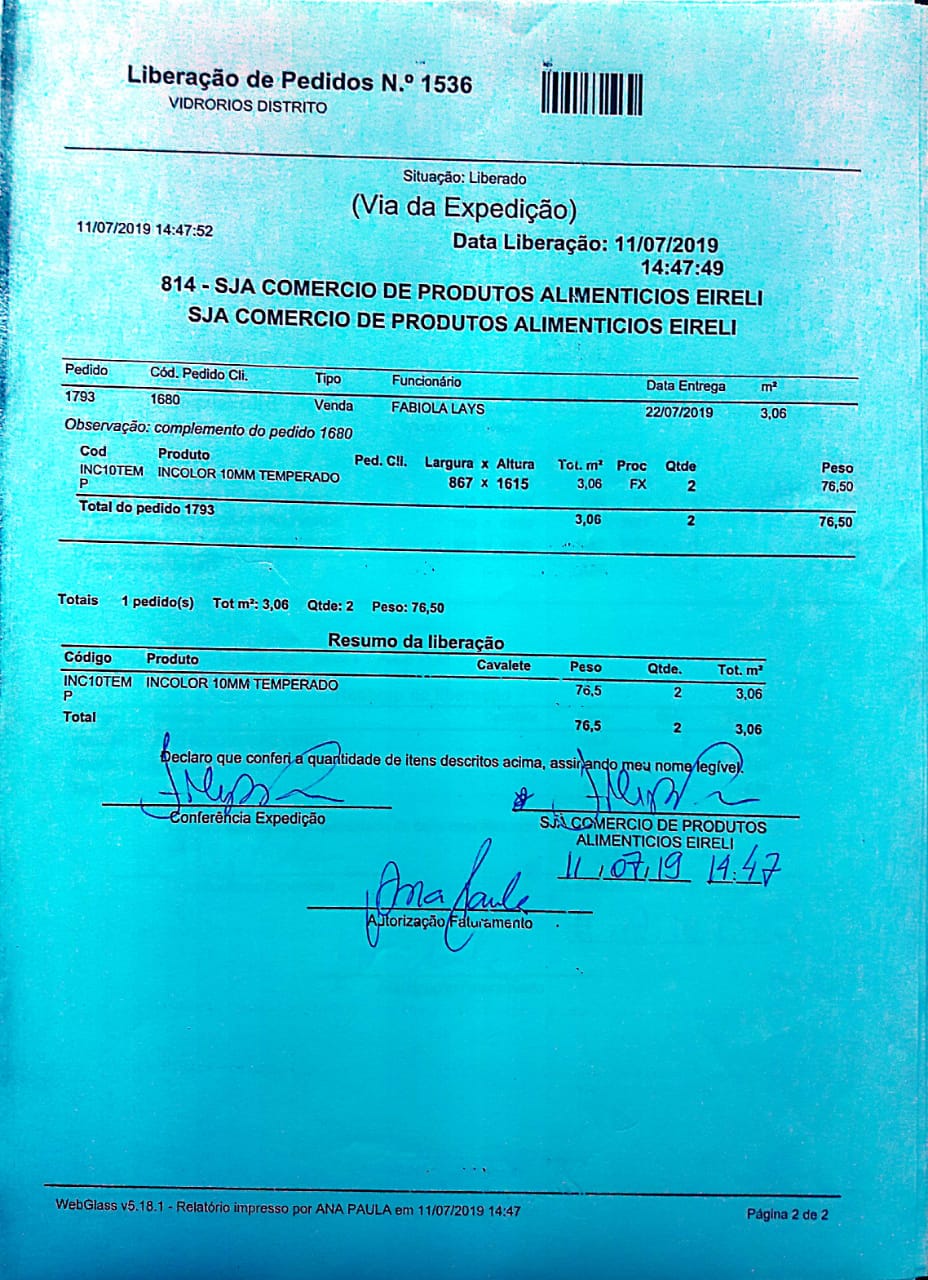 Liberação de Pedidos N.º 1536
VIDRORIOS DISTRITO
Situação: Liberado
(Via da Expedição)
11/07/2019 14:47:52
Data Liberação: 11/07/2019
14:47:49
814 - SJA COMERCIO DE PRODUTOS ALIMENTICIOS EIRELI
SJA COMERCIO DE PRODUTOS ALIMENTICIOS EIRELI
Pedido Cód. Pedido Cli. Tipo Funcionário Data Entrega m²
1793 1680 Venda FABIOLA LAYS 22/07/2019 3,06
Observação: complemento do pedido 1680
Cod Produto Ped. Cli. Largura x Altura Tot. m² Proc Qtde Peso
INC10TEM INCOLOR 10MM TEMPERADO 867 x 1615 3,06 FX 2 76,50
P
Total do pedido 1793 3,06 2 76,50
Totais 1 pedido(s) Tot m²: 3,06 Qtde: 2 Peso: 76,50
Resumo da liberação
Código Produto Cavalete Peso Qtde. Tot. m²
INC10TEM INCOLOR 10MM TEMPERADO 76,5 2 3,06
P
Total 76,5 2 3,06
Declaro que conferi a quantidade de itens descritos acima, assinando meu nome legível.
Conferência Expedição
SJA COMERCIO DE PRODUTOS
ALIMENTICIOS EIRELI
11/07/19 14:47
Ana Paula
Autorização Faturamento
WebGlass v5.18.1 - Relatório impresso por ANA PAULA em 11/07/2019 14:47
Página 2 de 2